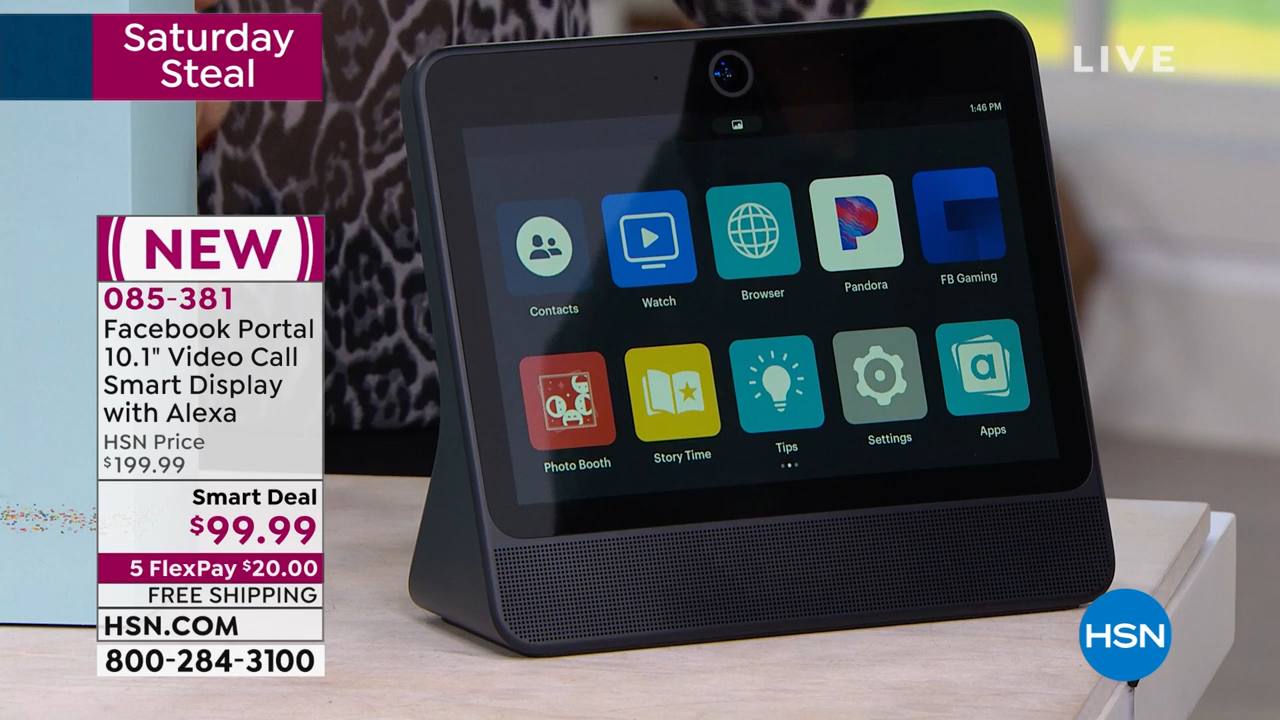 Saturday
Steal
LIVE
NEW
085-381
Facebook Portal
10.1" Video Call
Smart Display
with Alexa
HSN Price
$199.99
Smart Deal
$99.99
5 FlexPay $20.00
FREE SHIPPING
HSN.COM
800-284-3100
1:46 PM
Contacts
Watch
Browser
Pandora
FB Gaming
Photo Booth
Story Time
Tips
Settings
a
Apps
HSN